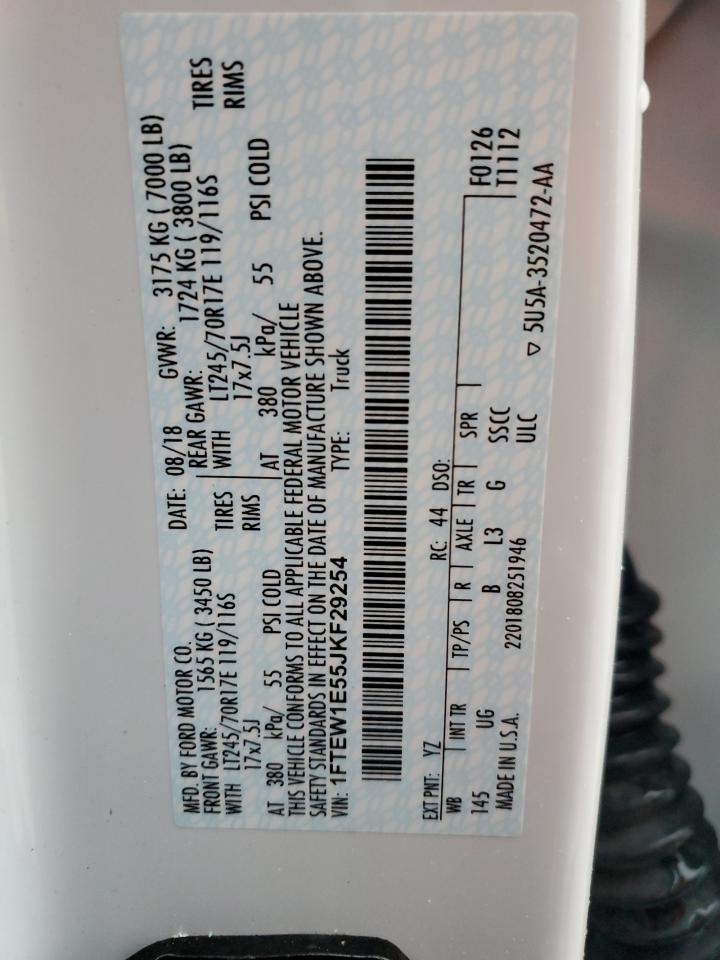 MFD. BY FORD MOTOR CO.
DATE: 08/18 GVWR: 3175 KG ( 7000 LB)
FRONT GAWR: 1565 KG ( 3450 LB) REAR GAWR: 1724 KG ( 3800 LB)
WITH LT245/70R17E 119/116S TIRES WITH LT245/70R17E 119/116S TIRES
17x7.5J RIMS 17x7.5J RIMS
AT 380 kPa/ 55 PSI COLD AT 380 kPa/ 55 PSI COLD
THIS VEHICLE CONFORMS TO ALL APPLICABLE FEDERAL MOTOR VEHICLE
SAFETY STANDARDS IN EFFECT ON THE DATE OF MANUFACTURE SHOWN ABOVE.
VIN: 1FTEW1E55JKF29254 TYPE: Truck
EXT PNT: YZ RC: 44 DSO: F0126
WB INT TR TP/PS R AXLE TR SPR T1112
145 UG B L3 G SSCC
MADE IN U.S.A. 2201808251946 ULC ▽ 5U5A-3520472-AA